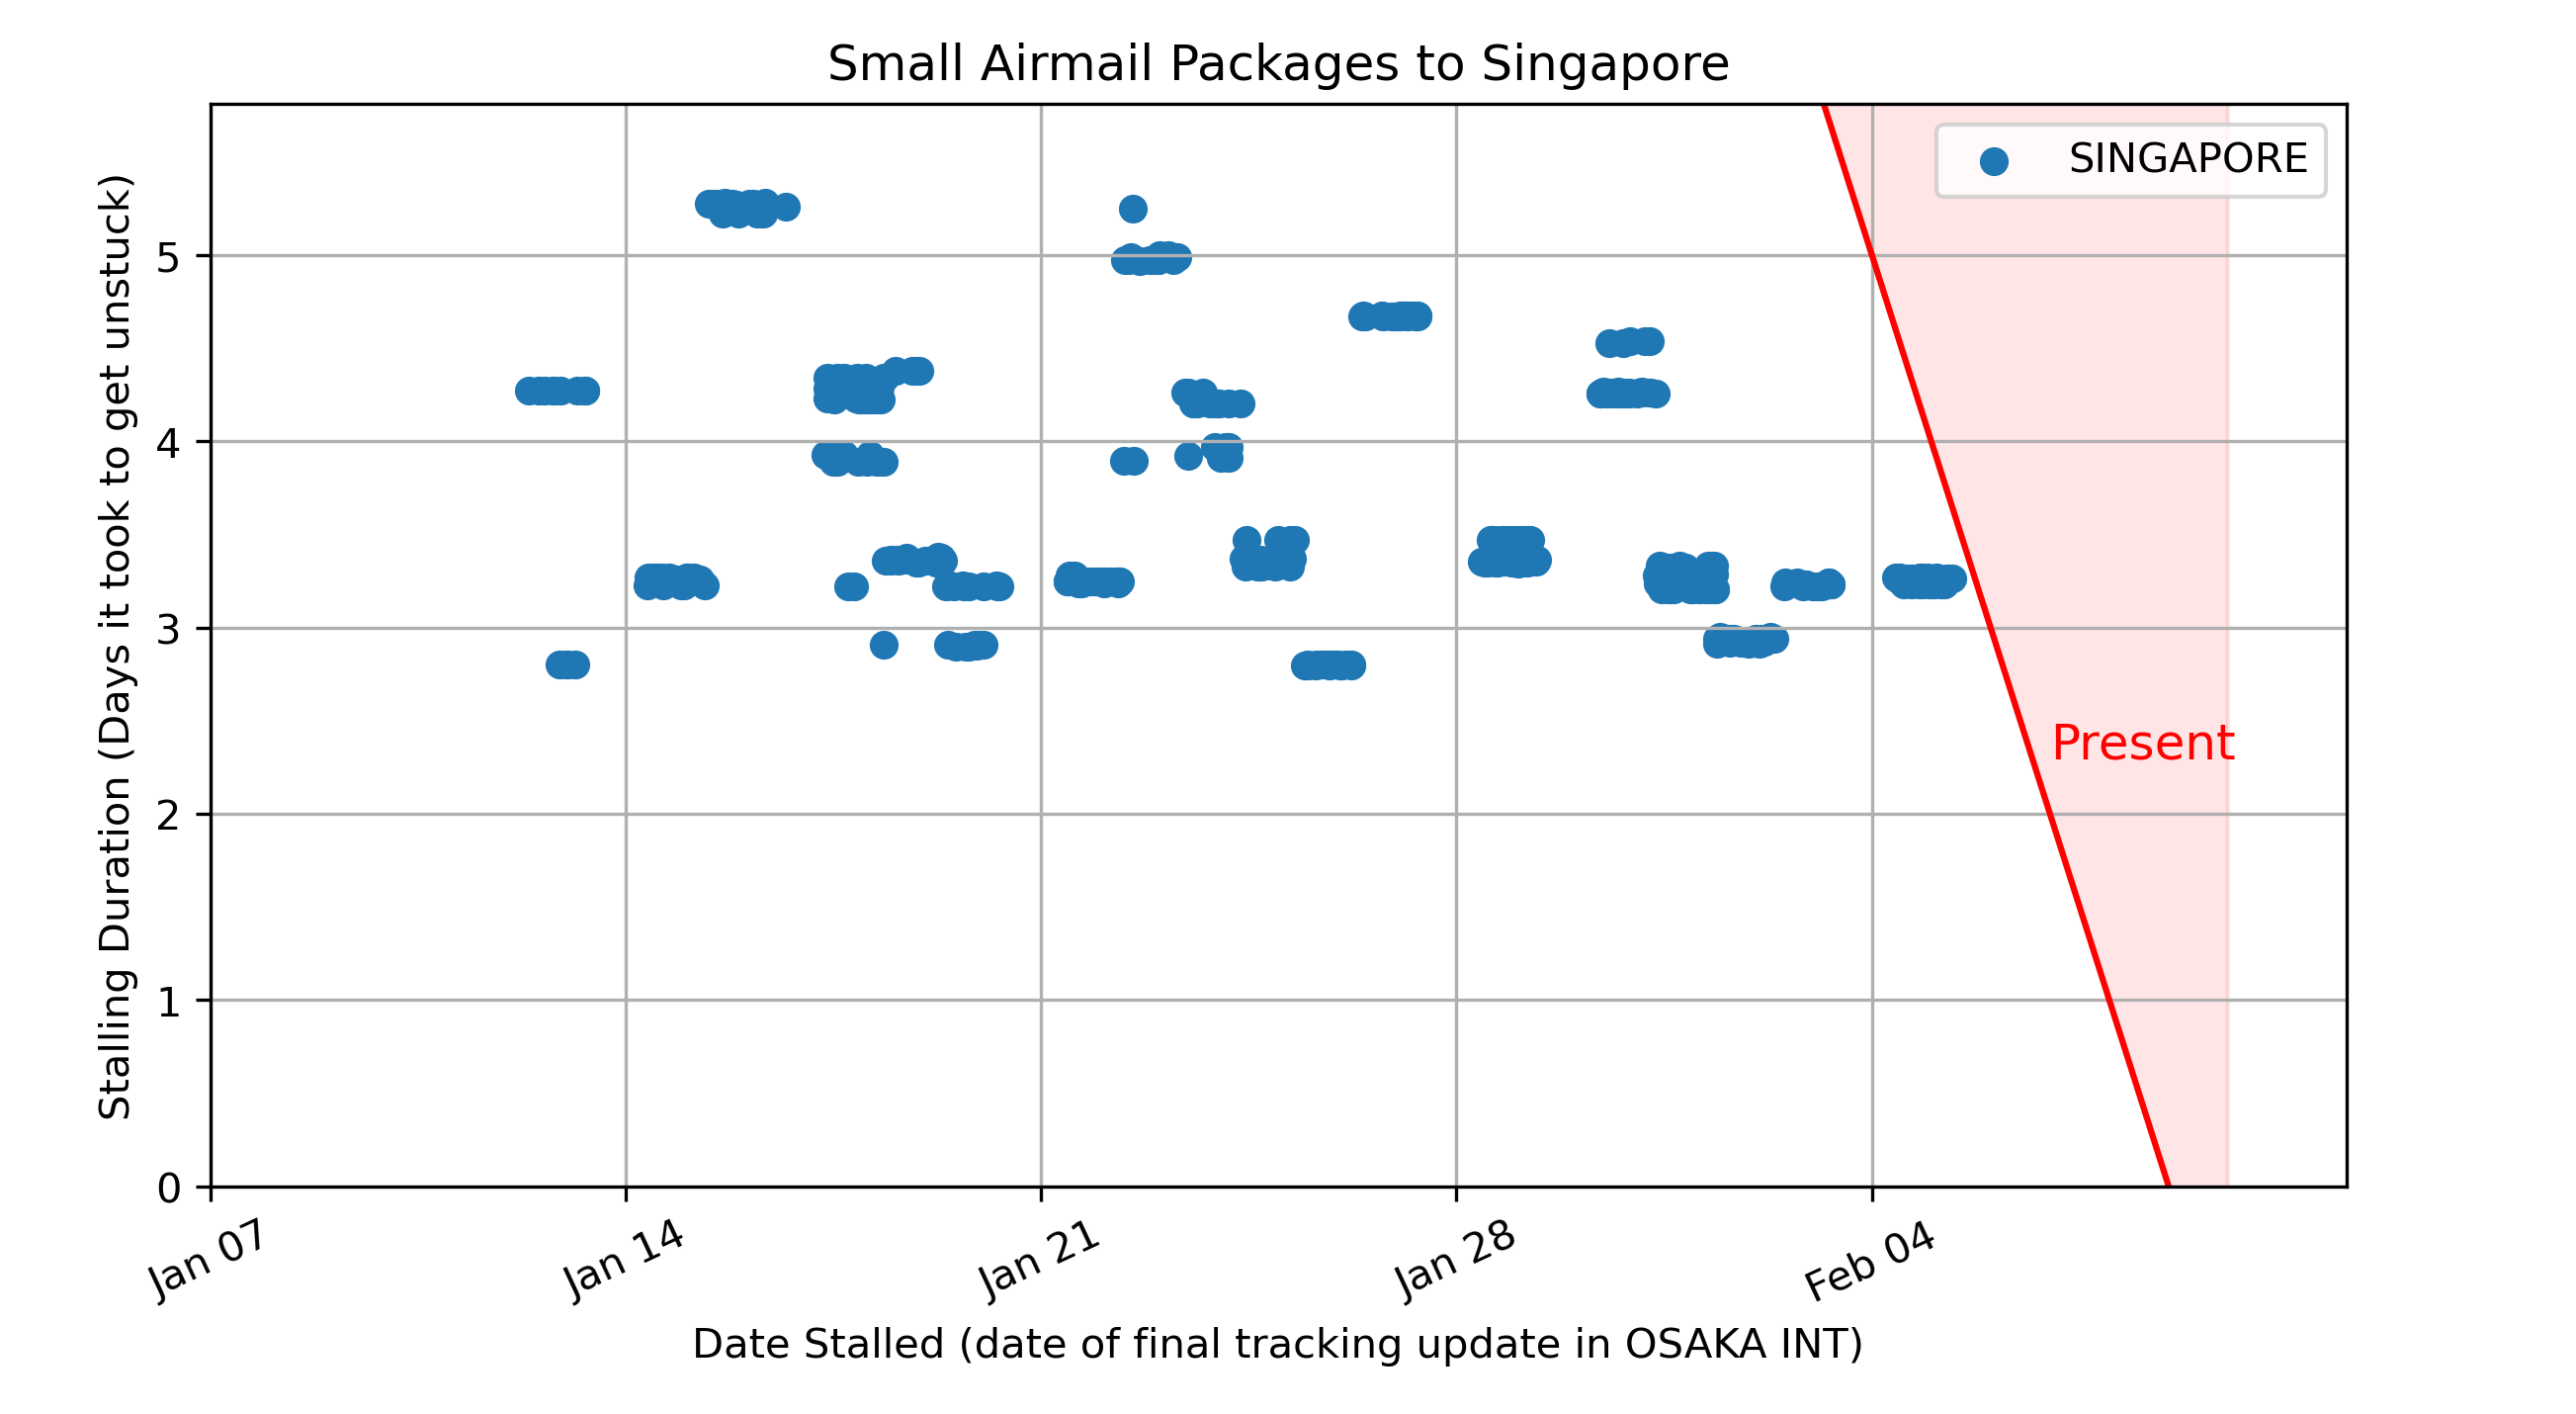 Small Airmail Packages to Singapore
SINGAPORE
Stalling Duration (Days it took to get unstuck)
5
4
3
2
1
0
Present
Jan 07
Jan 14
Jan 21
Jan 28
Feb 04
Date Stalled (date of final tracking update in OSAKA INT)